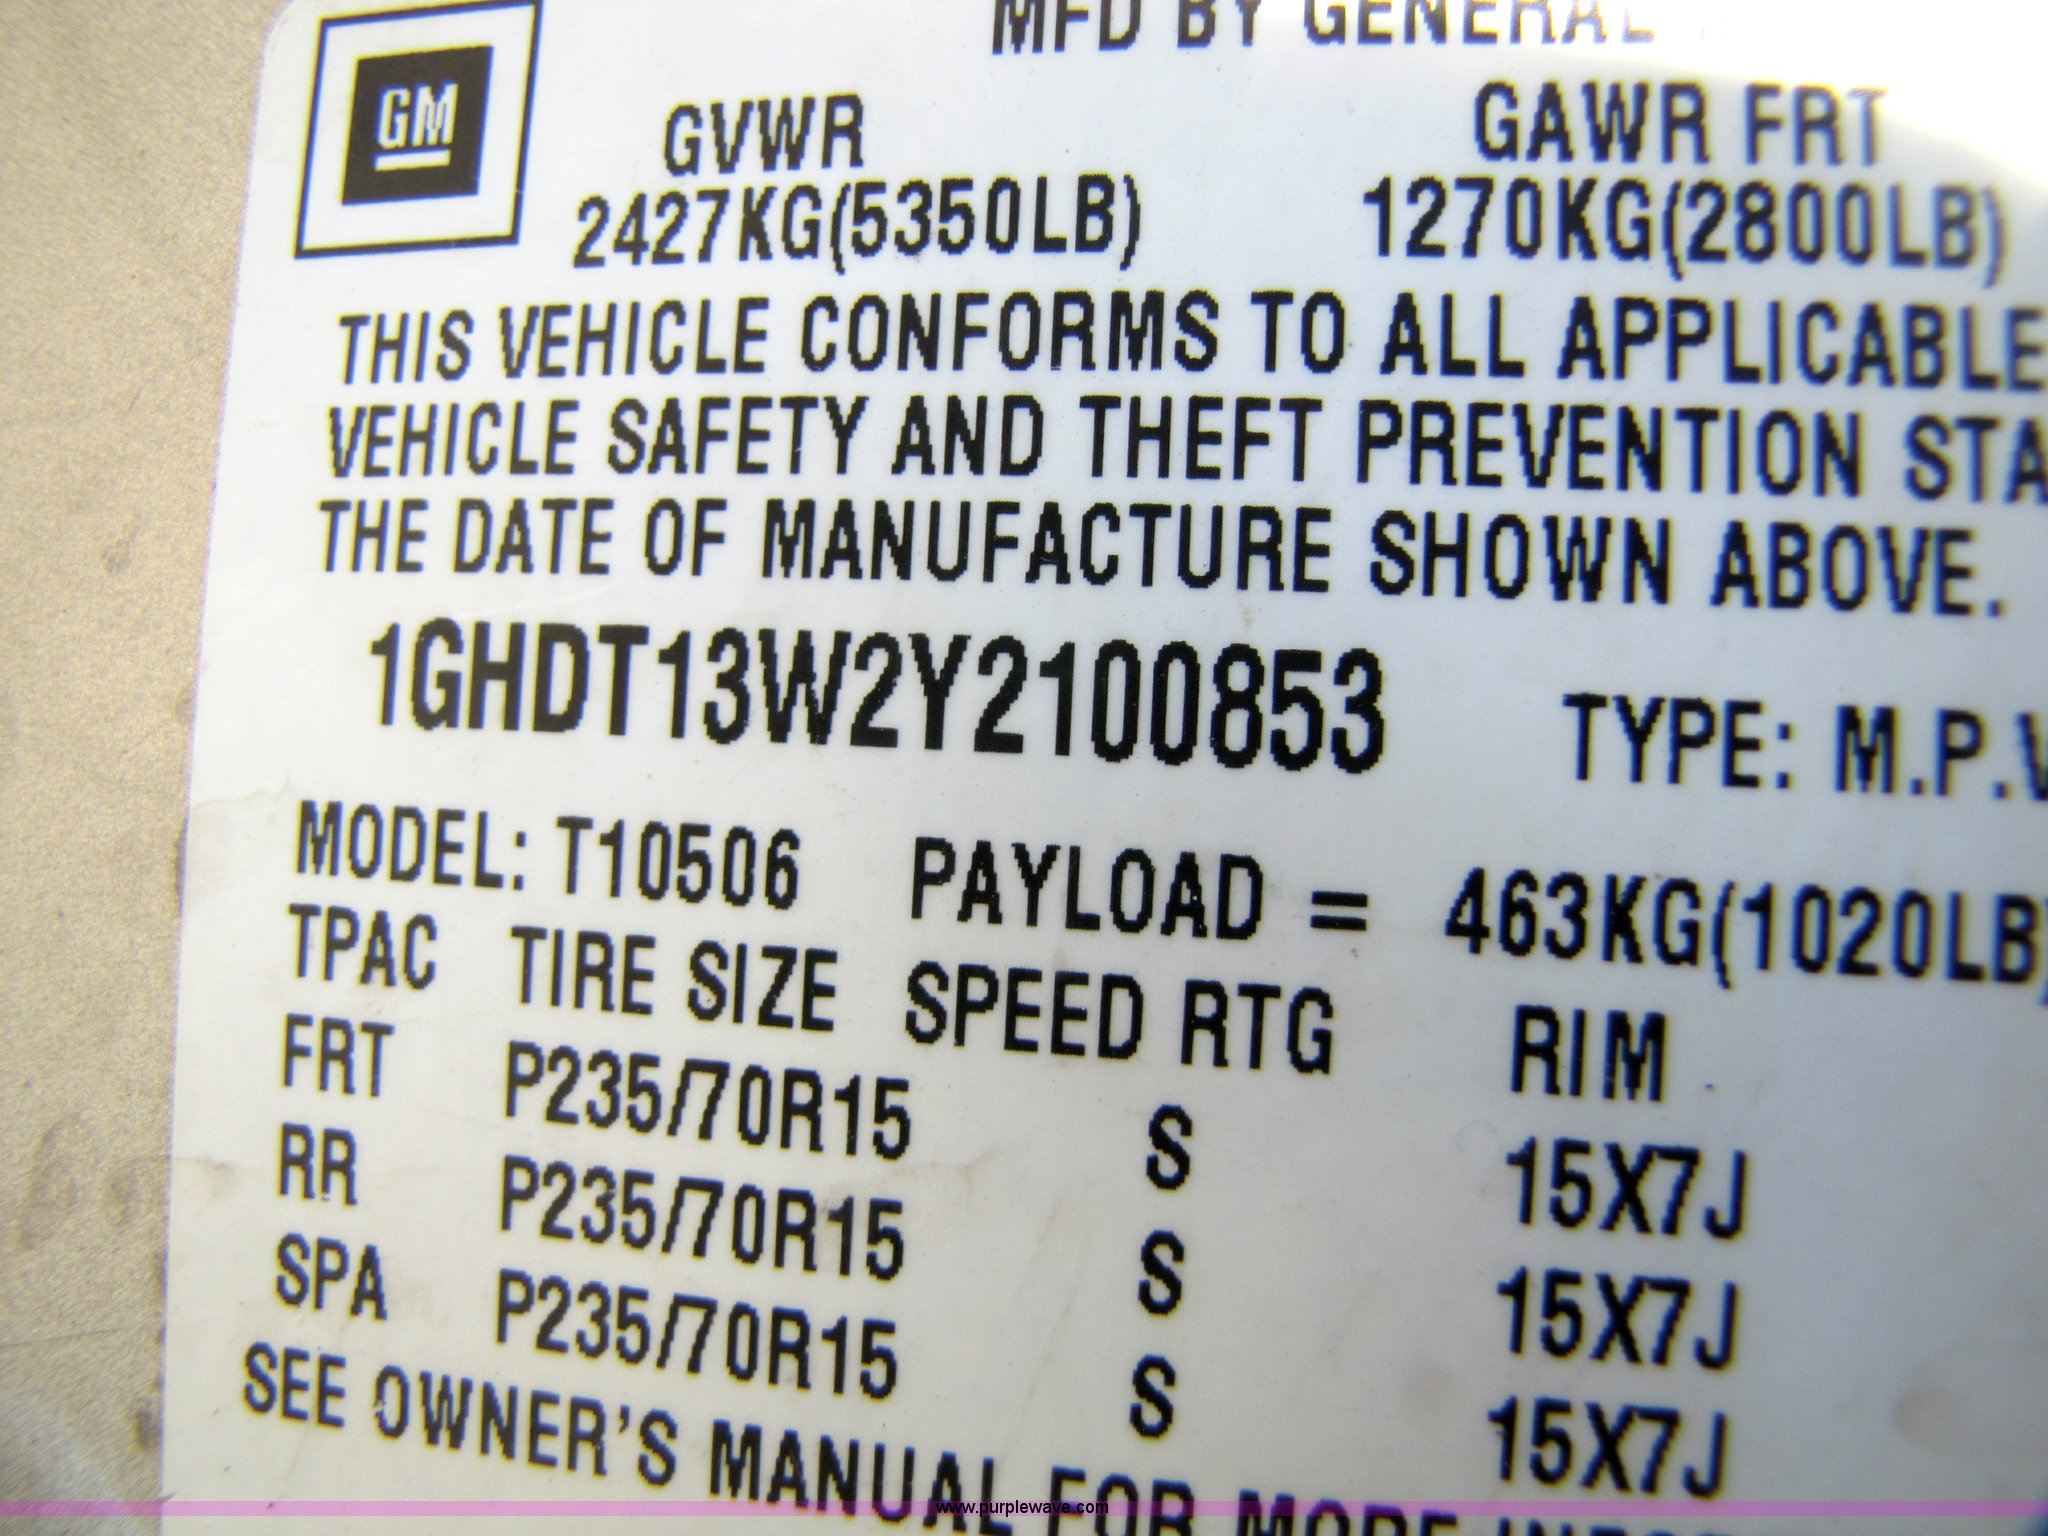 MFD BY GENERAL
GM
GVWR GAWR FRT
2427KG(5350LB) 1270KG(2800LB)
THIS VEHICLE CONFORMS TO ALL APPLICABLE
VEHICLE SAFETY AND THEFT PREVENTION STA
THE DATE OF MANUFACTURE SHOWN ABOVE.
1GHDT13W2Y2100853 TYPE: M.P.V
MODEL: T10506 PAYLOAD = 463KG(1020LB)
TPAC TIRE SIZE SPEED RTG RIM
FRT P235/70R15 S 15X7J
RR P235/70R15 S 15X7J
SPA P235/70R15 S 15X7J
SEE OWNER'S MANUAL FOR MORE
www.purplewave.com